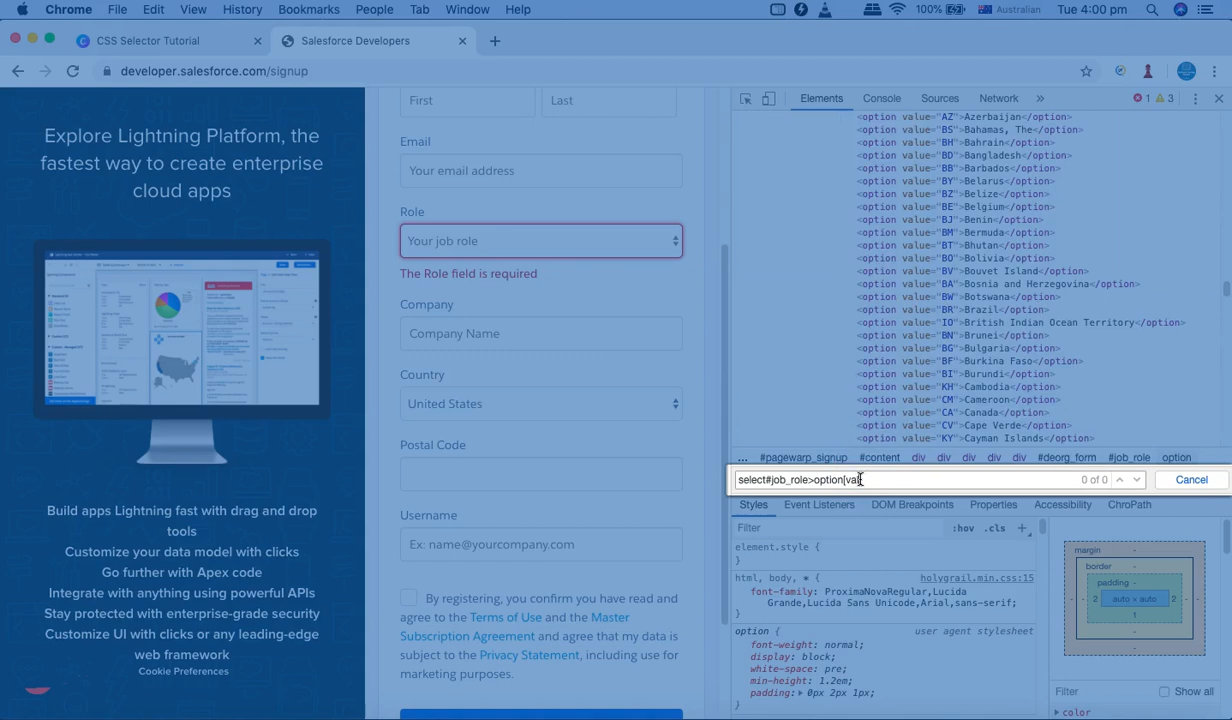 Chrome File Edit View History Bookmarks People Tab Window Help 100% Australian Tue 4:00 pm
CSS Selector Tutorial Salesforce Developers
developer.salesforce.com/signup
Explore Lightning Platform, the
fastest way to create enterprise
cloud apps
Build apps Lightning fast with drag and drop
tools
Customize your data model with clicks
Go further with Apex code
Integrate with anything using powerful APIs
Stay protected with enterprise-grade security
Customize UI with clicks or any leading-edge
web framework
Cookie Preferences
First Last
Email
Your email address
Role
Your job role
The Role field is required
Company
Company Name
Country
United States
Postal Code
Username
Ex: name@yourcompany.com
By registering, you confirm you have read and
agree to the Terms of Use and the Master
Subscription Agreement and agree that my data is
subject to the Privacy Statement, including use for
marketing purposes.
Elements Console Sources Network » 1 3
<option value="AZ">Azerbaijan</option>
<option value="BS">Bahamas, The</option>
<option value="BH">Bahrain</option>
<option value="BD">Bangladesh</option>
<option value="BB">Barbados</option>
<option value="BY">Belarus</option>
<option value="BZ">Belize</option>
<option value="BE">Belgium</option>
<option value="BJ">Benin</option>
<option value="BM">Bermuda</option>
<option value="BT">Bhutan</option>
<option value="BO">Bolivia</option>
<option value="BV">Bouvet Island</option>
<option value="BA">Bosnia and Herzegovina</option>
<option value="BW">Botswana</option>
<option value="BR">Brazil</option>
<option value="IO">British Indian Ocean Territory</option>
<option value="BN">Brunei</option>
<option value="BG">Bulgaria</option>
<option value="BF">Burkina Faso</option>
<option value="BI">Burundi</option>
<option value="KH">Cambodia</option>
<option value="CM">Cameroon</option>
<option value="CA">Canada</option>
<option value="CV">Cape Verde</option>
<option value="KY">Cayman Islands</option>
... #pagewarp_signup #content div div div div #deorg_form #job_role option
select#job_role>option[val 0 of 0 Cancel
Styles Event Listeners DOM Breakpoints Properties Accessibility ChroPath
Filter :hov .cls +
element.style {
}
html, body, * { holygrail.min.css:15
font-family: ProximaNovaRegular,Lucida
Grande,Lucida Sans Unicode,Arial,sans-serif;
}
option { user agent stylesheet
font-weight: normal;
display: block;
white-space: pre;
min-height: 1.2em;
padding: 0px 2px 1px;
}
margin -
border -
padding -
- - 2 auto × auto 2 - -
1
-
-
Filter Show all
color